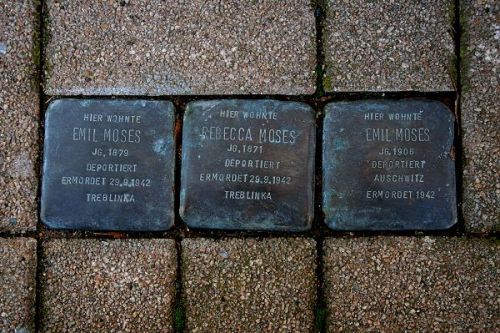 HIER WOHNTE
EMIL MOSES
JG. 1879
DEPORTIERT
ERMORDET 29.9.1942
TREBLINKA
HIER WOHNTE
REBECCA MOSES
JG. 1871
DEPORTIERT
ERMORDET 29.9.1942
TREBLINKA
HIER WOHNTE
EMIL MOSES
JG. 1906
DEPORTIERT
AUSCHWITZ
ERMORDET 1942